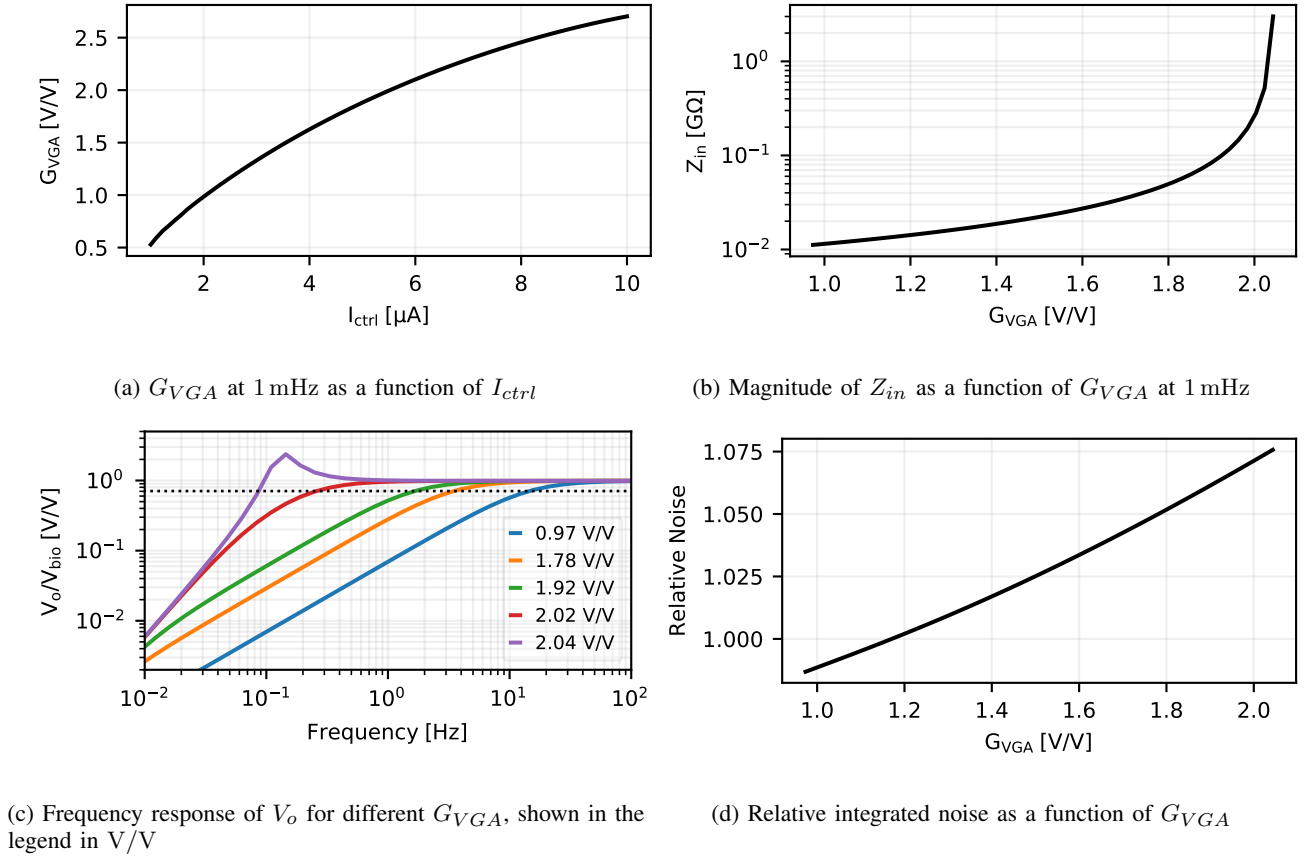 2.5
2.0
1.5
1.0
0.5
G_VGA [V/V]
2 4 6 8 10
I_ctrl [μA]
(a) G_VGA at 1 mHz as a function of I_ctrl
10^0
10^-1
10^-2
Z_in [GΩ]
1.0 1.2 1.4 1.6 1.8 2.0
G_VGA [V/V]
(b) Magnitude of Z_in as a function of G_VGA at 1 mHz
10^0
10^-1
10^-2
V_o/V_bio [V/V]
0.97 V/V
1.78 V/V
1.92 V/V
2.02 V/V
2.04 V/V
10^-2 10^-1 10^0 10^1 10^2
Frequency [Hz]
(c) Frequency response of V_o for different G_VGA, shown in the
legend in V/V
1.075
1.050
1.025
1.000
Relative Noise
1.0 1.2 1.4 1.6 1.8 2.0
G_VGA [V/V]
(d) Relative integrated noise as a function of G_VGA